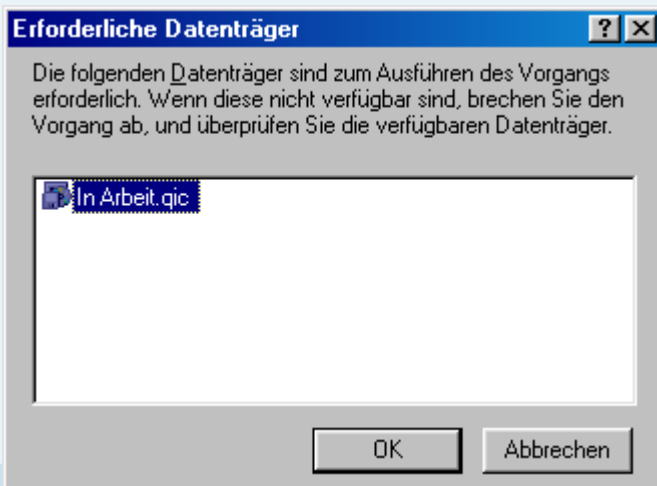 Erforderliche Datenträger
Die folgenden Datenträger sind zum Ausführen des Vorgangs
erforderlich. Wenn diese nicht verfügbar sind, brechen Sie den
Vorgang ab, und überprüfen Sie die verfügbaren Datenträger.
In Arbeit.qic
OK Abbrechen